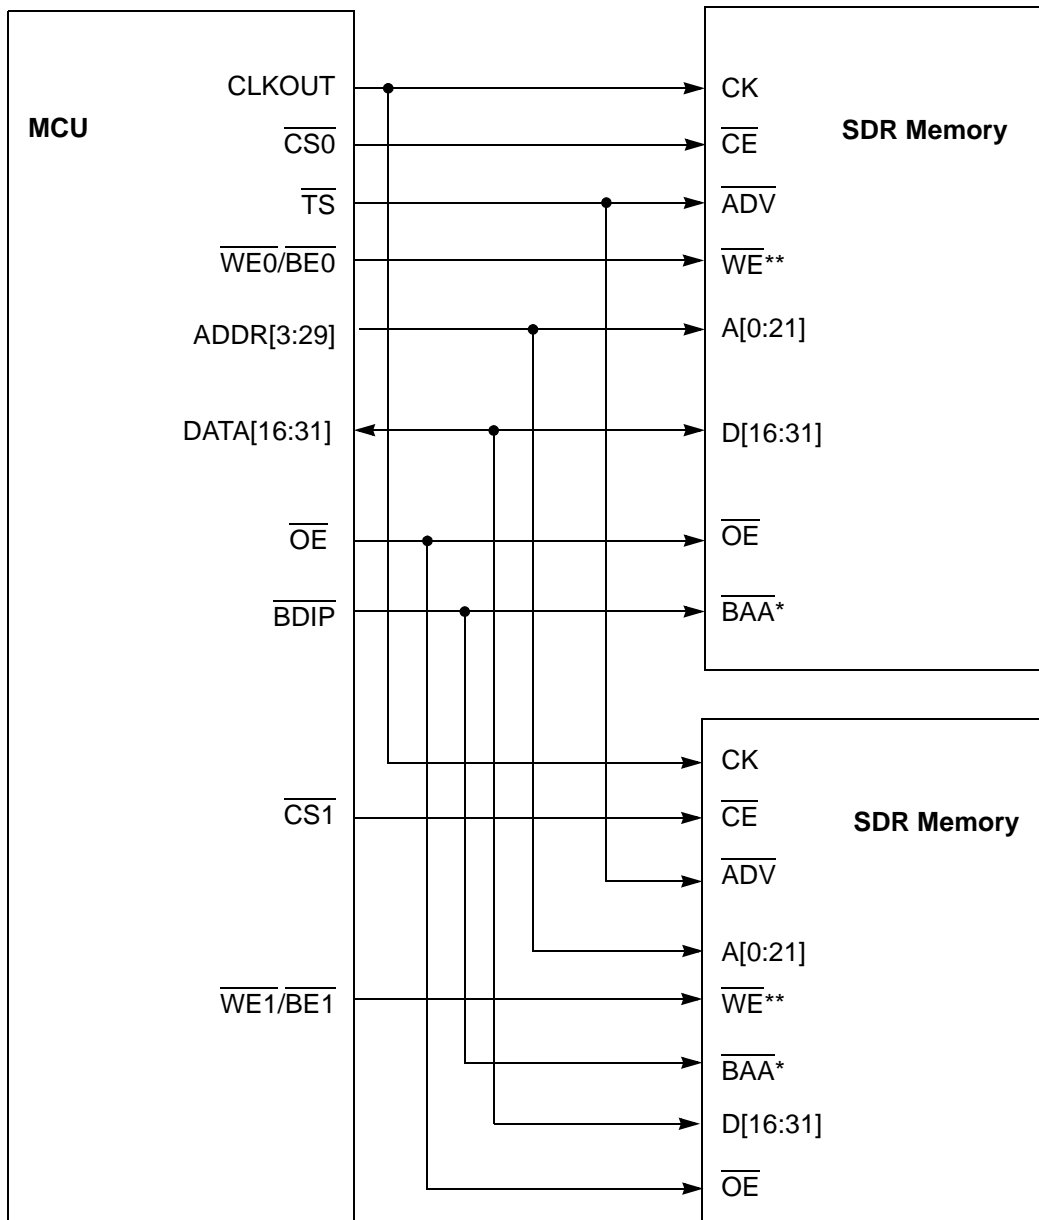 MCU
CLKOUT
CS0
TS
WE0/BE0
ADDR[3:29]
DATA[16:31]
OE
BDIP
CS1
WE1/BE1
SDR Memory
CK
CE
ADV
WE**
A[0:21]
D[16:31]
OE
BAA*
SDR Memory
CK
CE
ADV
A[0:21]
WE**
BAA*
D[16:31]
OE